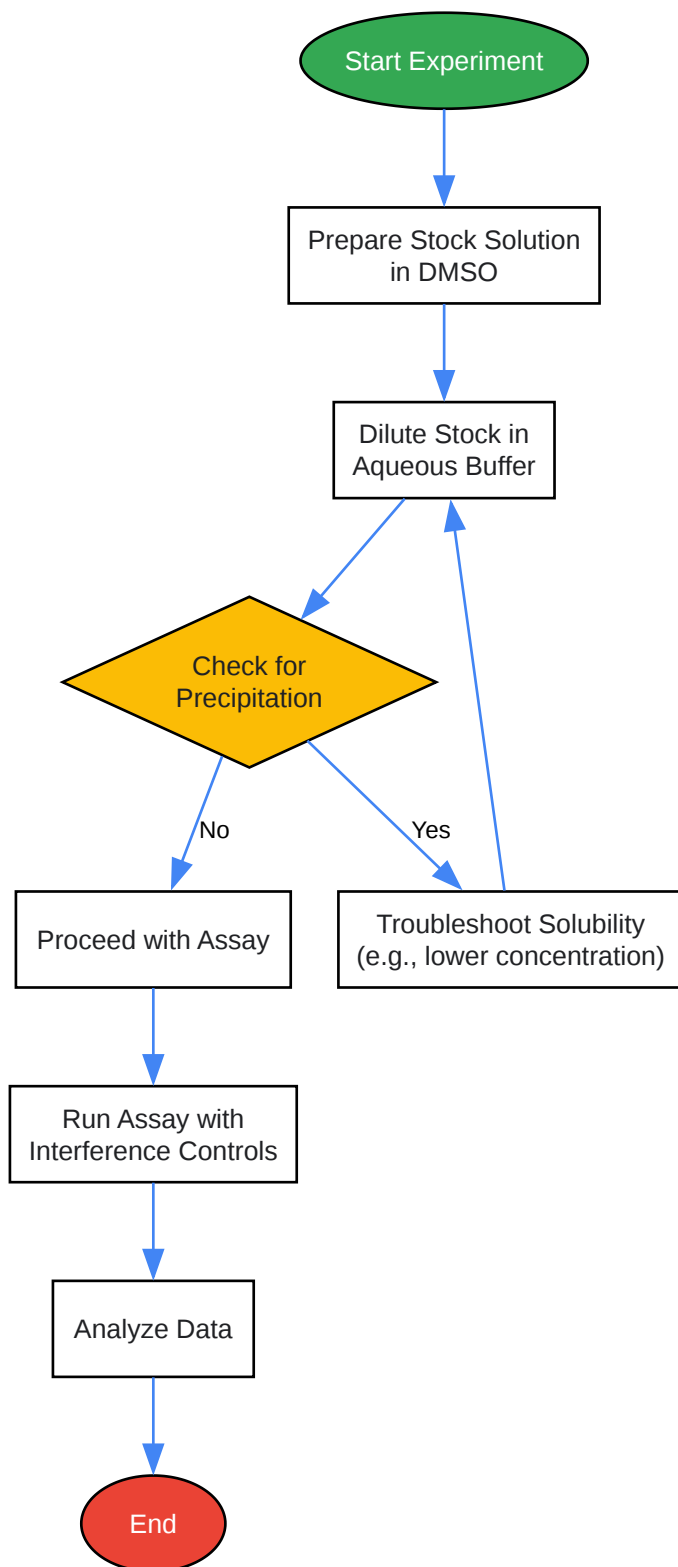 Start Experiment
Prepare Stock Solution
in DMSO
Dilute Stock in
Aqueous Buffer
Check for
Precipitation
No
Yes
Proceed with Assay
Troubleshoot Solubility
(e.g., lower concentration)
Run Assay with
Interference Controls
Analyze Data
End